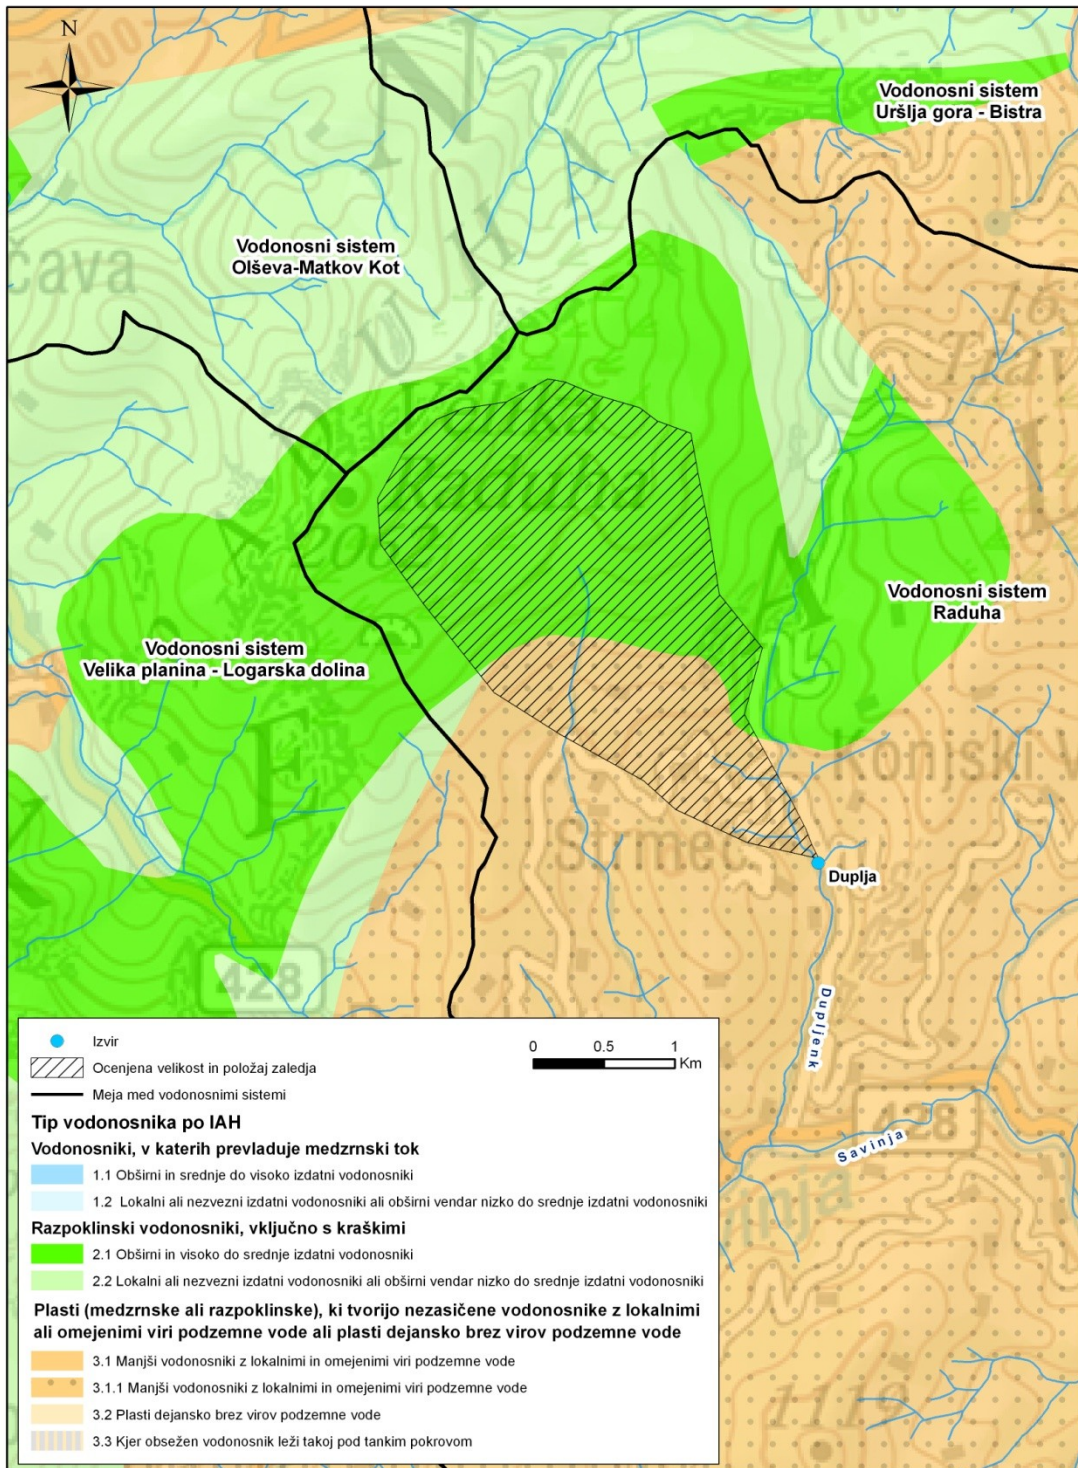 N
1000
1000
Vodonosni sistem
Uršlja gora - Bistra
Vodonosni sistem
Olševa-Matkov Kot
čava
Velika
Raduha
2062
Vodonosni sistem
Raduha
Vodonosni sistem
Velika planina - Logarska dolina
Konjski V
Strmec
Duplja
428
Dupljenk
428
Savinja
1119
Izvir
Ocenjena velikost in položaj zaledja
Meja med vodonosnimi sistemi
0 0.5 1
Km
Tip vodonosnika po IAH
Vodonosniki, v katerih prevladuje medzrnski tok
1.1 Obširni in srednje do visoko izdatni vodonosniki
1.2 Lokalni ali nezvezni izdatni vodonosniki ali obširni vendar nizko do srednje izdatni vodonosniki
Razpoklinski vodonosniki, vključno s kraškimi
2.1 Obširni in visoko do srednje izdatni vodonosniki
2.2 Lokalni ali nezvezni izdatni vodonosniki ali obširni vendar nizko do srednje izdatni vodonosniki
Plasti (medzrnske ali razpoklinske), ki tvorijo nezasičene vodonosnike z lokalnimi
ali omejenimi viri podzemne vode ali plasti dejansko brez virov podzemne vode
3.1 Manjši vodonosniki z lokalnimi in omejenimi viri podzemne vode
3.1.1 Manjši vodonosniki z lokalnimi in omejenimi viri podzemne vode
3.2 Plasti dejansko brez virov podzemne vode
3.3 Kjer obsežen vodonosnik leži takoj pod tankim pokrovom